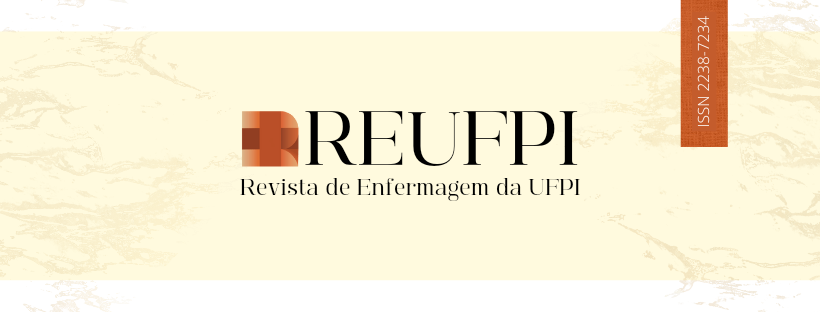 REUFPI
Revista de Enfermagem da UFPI
ISSN 2238-7234